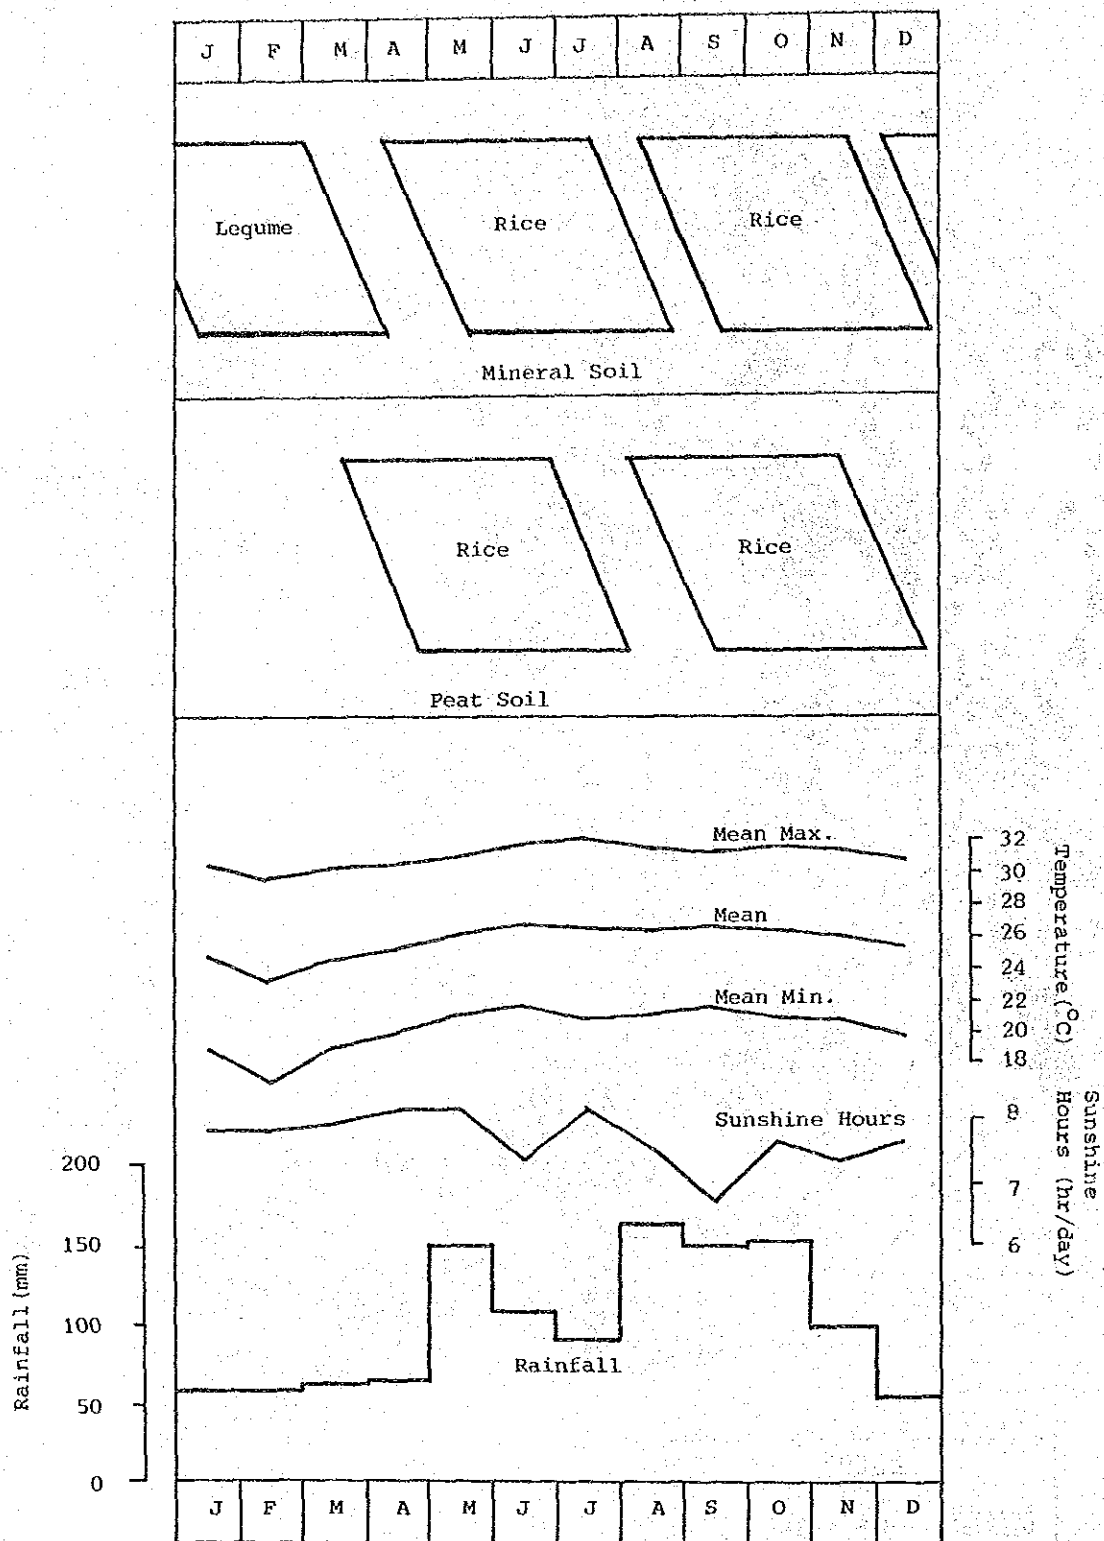 J F M A M J J A S O N D
Legume
Rice
Rice
Mineral Soil
Rice
Rice
Peat Soil
Mean Max.
Mean
Mean Min.
Sunshine Hours
Rainfall
32
30
28
26
24
22
20
18
Temperature(°C)
8
7
6
Sunshine
Hours (hr/day)
200
150
100
50
0
Rainfall(mm)
J F M A M J J A S O N D